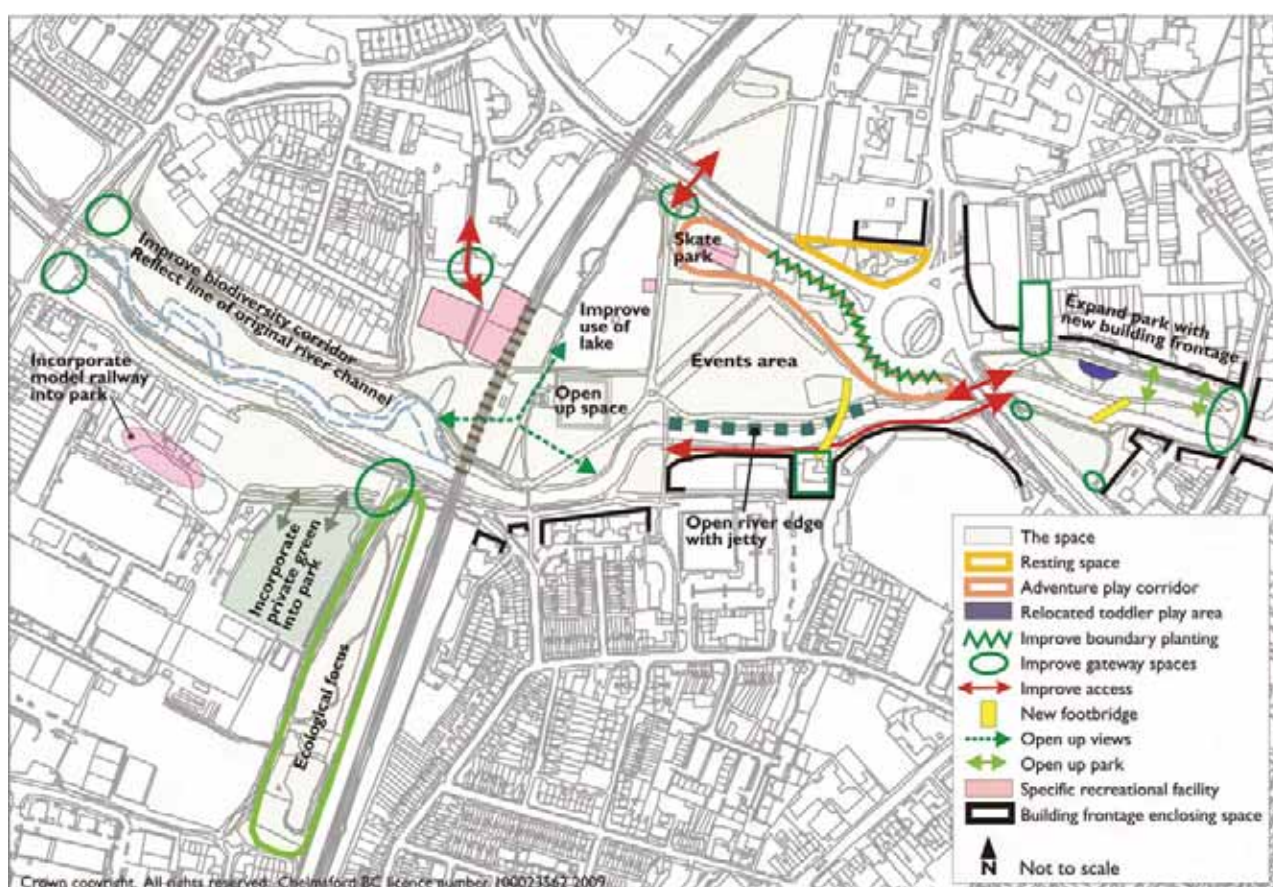 Improve biodiversity corridor
Reflect line of original river channel
Incorporate
model railway
into park
Incorporate
private green
into park
Ecological focus
Skate
park
Improve
use of
lake
Open
up space
Events area
Open river edge
with jetty
Expand park with
new building frontage
The space
Resting space
Adventure play corridor
Relocated toddler play area
Improve boundary planting
Improve gateway spaces
Improve access
New footbridge
Open up views
Open up park
Specific recreational facility
Building frontage enclosing space
N
Not to scale
Crown copyright. All rights reserved. Chelmsford BC licence number 100023562 2009